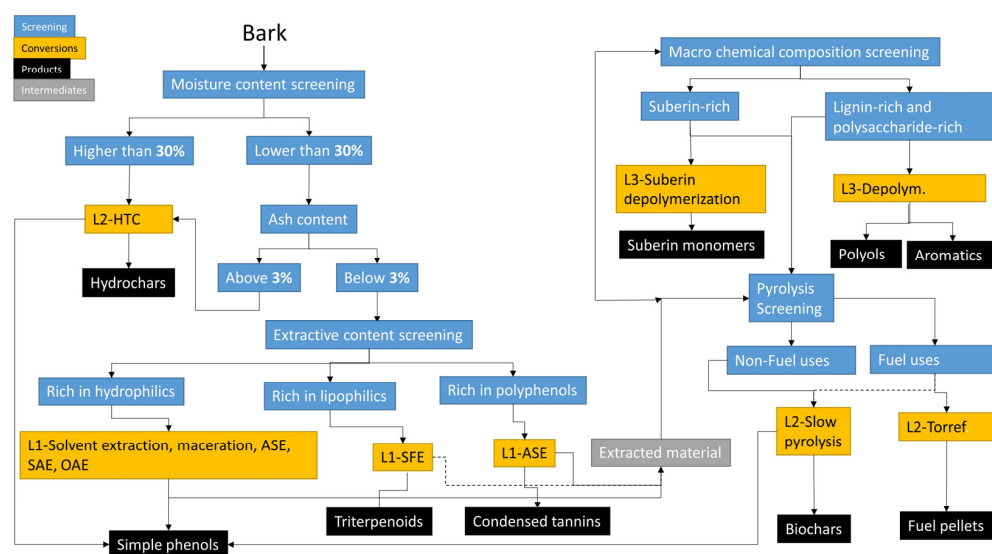 Screening
Conversions
Products
Intermediates
Bark
Moisture content screening
Higher than 30%
Lower than 30%
L2-HTC
Ash content
Hydrochars
Above 3%
Below 3%
Extractive content screening
Rich in hydrophilics
Rich in lipophilics
Rich in polyphenols
L1-Solvent extraction, maceration, ASE,
SAE, OAE
L1-SFE
L1-ASE
Extracted material
Simple phenols
Triterpenoids
Condensed tannins
Macro chemical composition screening
Suberin-rich
Lignin-rich and
polysaccharide-rich
L3-Suberin
depolymerization
L3-Depolym.
Suberin monomers
Polyols
Aromatics
Pyrolysis
Screening
Non-Fuel uses
Fuel uses
L2-Slow
pyrolysis
L2-Torref.
Biochars
Fuel pellets